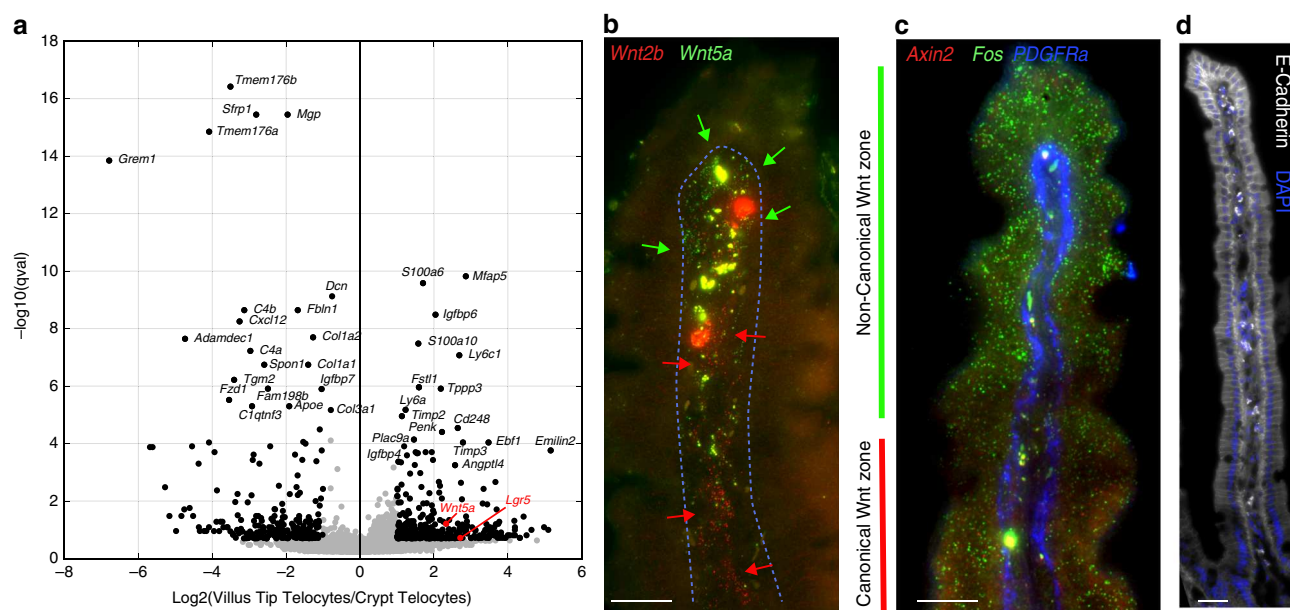 a
−log10(qval)
18
16
14
12
10
8
6
4
2
0
−8
−6
−4
−2
0
2
4
6
Log2(Villus Tip Telocytes/Crypt Telocytes)
Tmem176b
Sfrp1
Mgp
Tmem176a
Grem1
S100a6
Mfap5
Dcn
C4b
Fbln1
Igfbp6
Cxcl12
Adamdec1
Col1a2
S100a10
C4a
Ly6c1
Spon1
Col1a1
Tgm2
Igfbp7
Fstl1
Tppp3
Fzd1
Fam198b
Ly6a
C1qtnf3
Apoe
Col3a1
Timp2
Penk
Cd248
Plac9a
Ebf1
Emilin2
Igfbp4
Timp3
Angptl4
Wnt5a
Lgr5
b
Wnt2b Wnt5a
Non-Canonical Wnt zone
Canonical Wnt zone
c
Axin2 Fos PDGFRa
d
E-Cadherin
DAPI